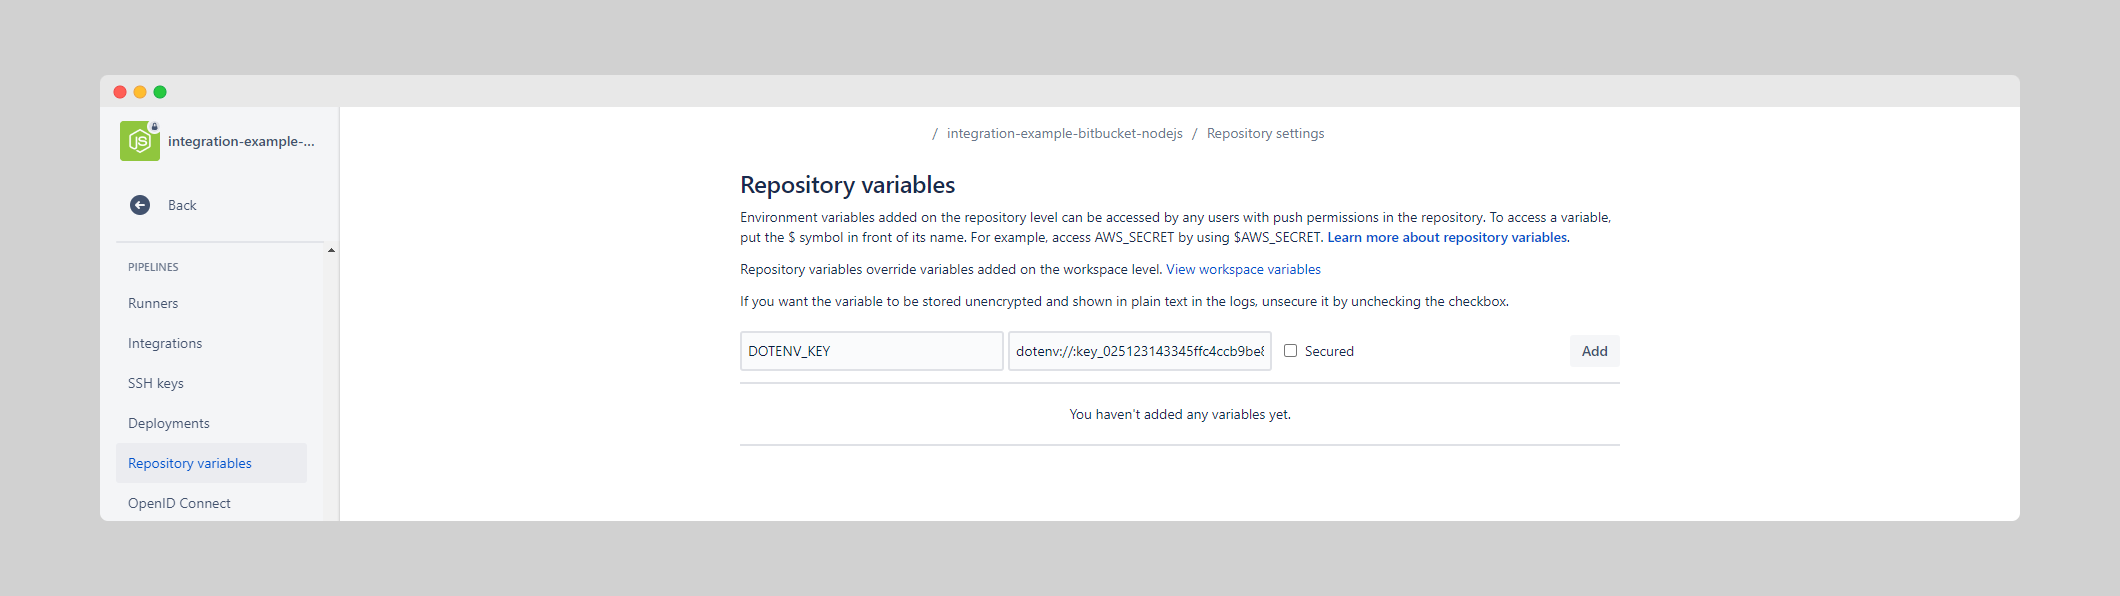 integration-example-...
Back
PIPELINES
Runners
Integrations
SSH keys
Deployments
Repository variables
OpenID Connect
/ integration-example-bitbucket-nodejs / Repository settings
Repository variables
Environment variables added on the repository level can be accessed by any users with push permissions in the repository. To access a variable,
put the $ symbol in front of its name. For example, access AWS_SECRET by using $AWS_SECRET. Learn more about repository variables.
Repository variables override variables added on the workspace level. View workspace variables
If you want the variable to be stored unencrypted and shown in plain text in the logs, unsecure it by unchecking the checkbox.
DOTENV_KEY dotenv://:key_025123143345ffc4ccb9be8 Secured Add
You haven't added any variables yet.